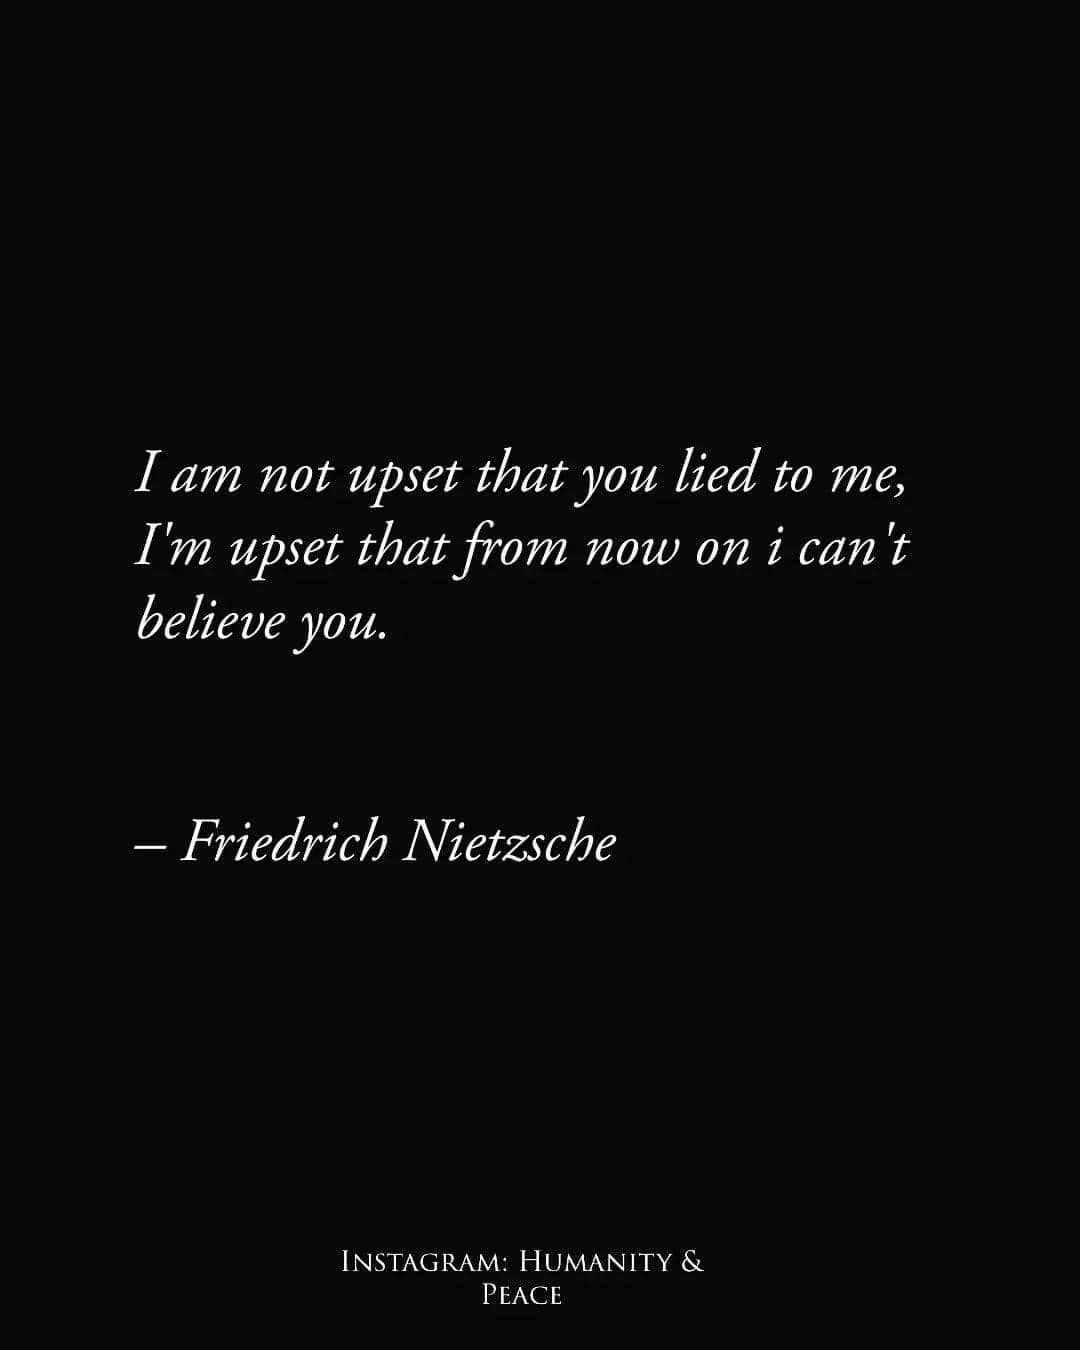 I am not upset that you lied to me,
I'm upset that from now on i can't
believe you.
– Friedrich Nietzsche
INSTAGRAM: HUMANITY &
PEACE